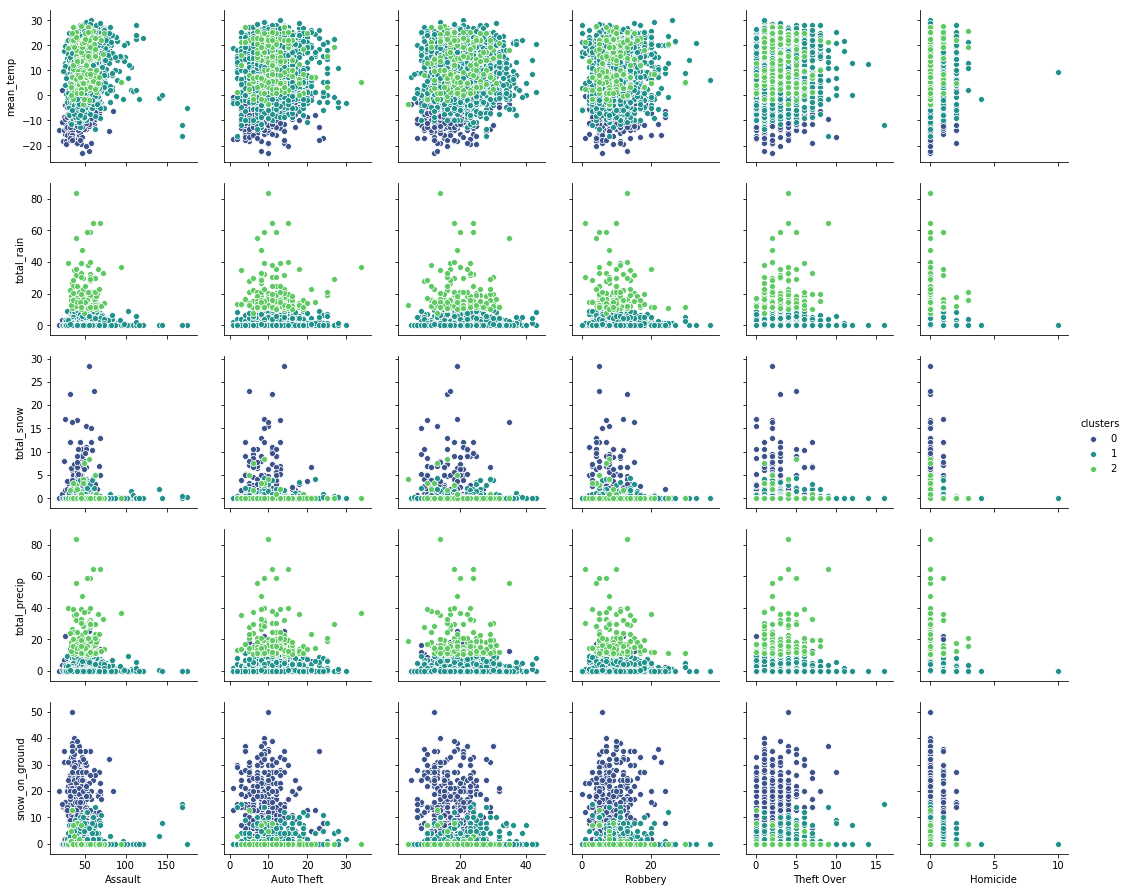 mean_temp
30
20
10
0
−10
−20
total_rain
80
60
40
20
0
total_snow
30
25
20
15
10
5
0
clusters
0
1
2
total_precip
80
60
40
20
0
snow_on_ground
50
40
30
20
10
0
50 100 150
0 10 20 30
20 40
0 20
0 5 10 15
0 5 10
Assault
Auto Theft
Break and Enter
Robbery
Theft Over
Homicide